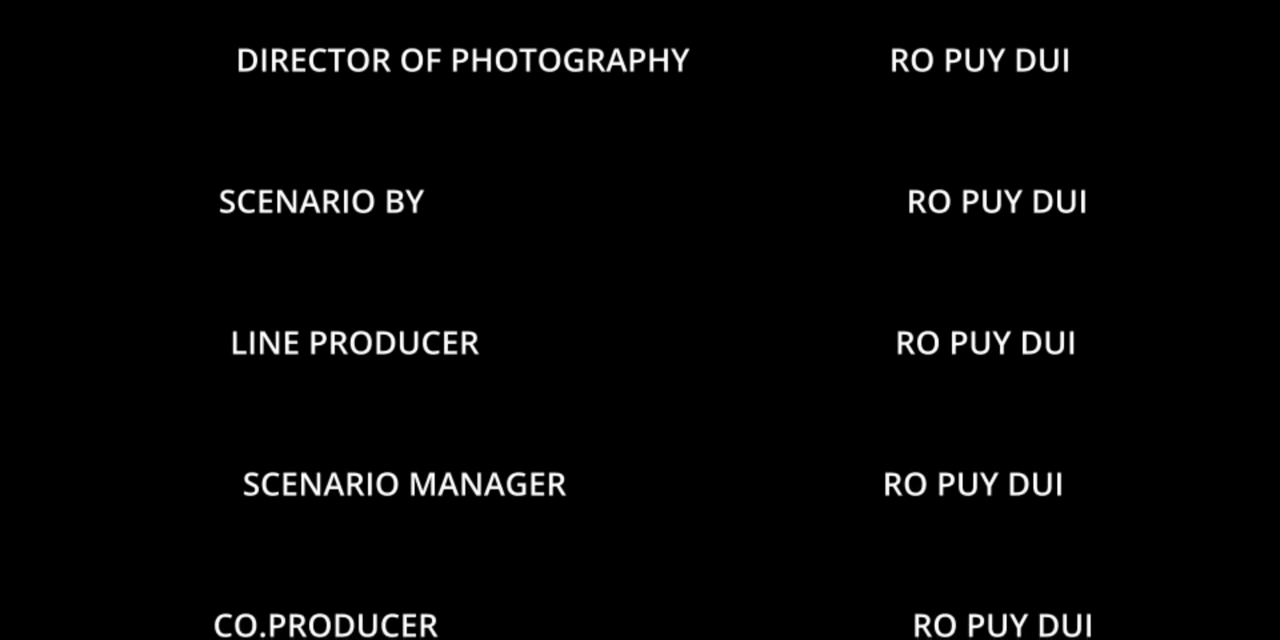 DIRECTOR OF PHOTOGRAPHY RO PUY DUI
SCENARIO BY RO PUY DUI
LINE PRODUCER RO PUY DUI
SCENARIO MANAGER RO PUY DUI
CO.PRODUCER RO PUY DUI